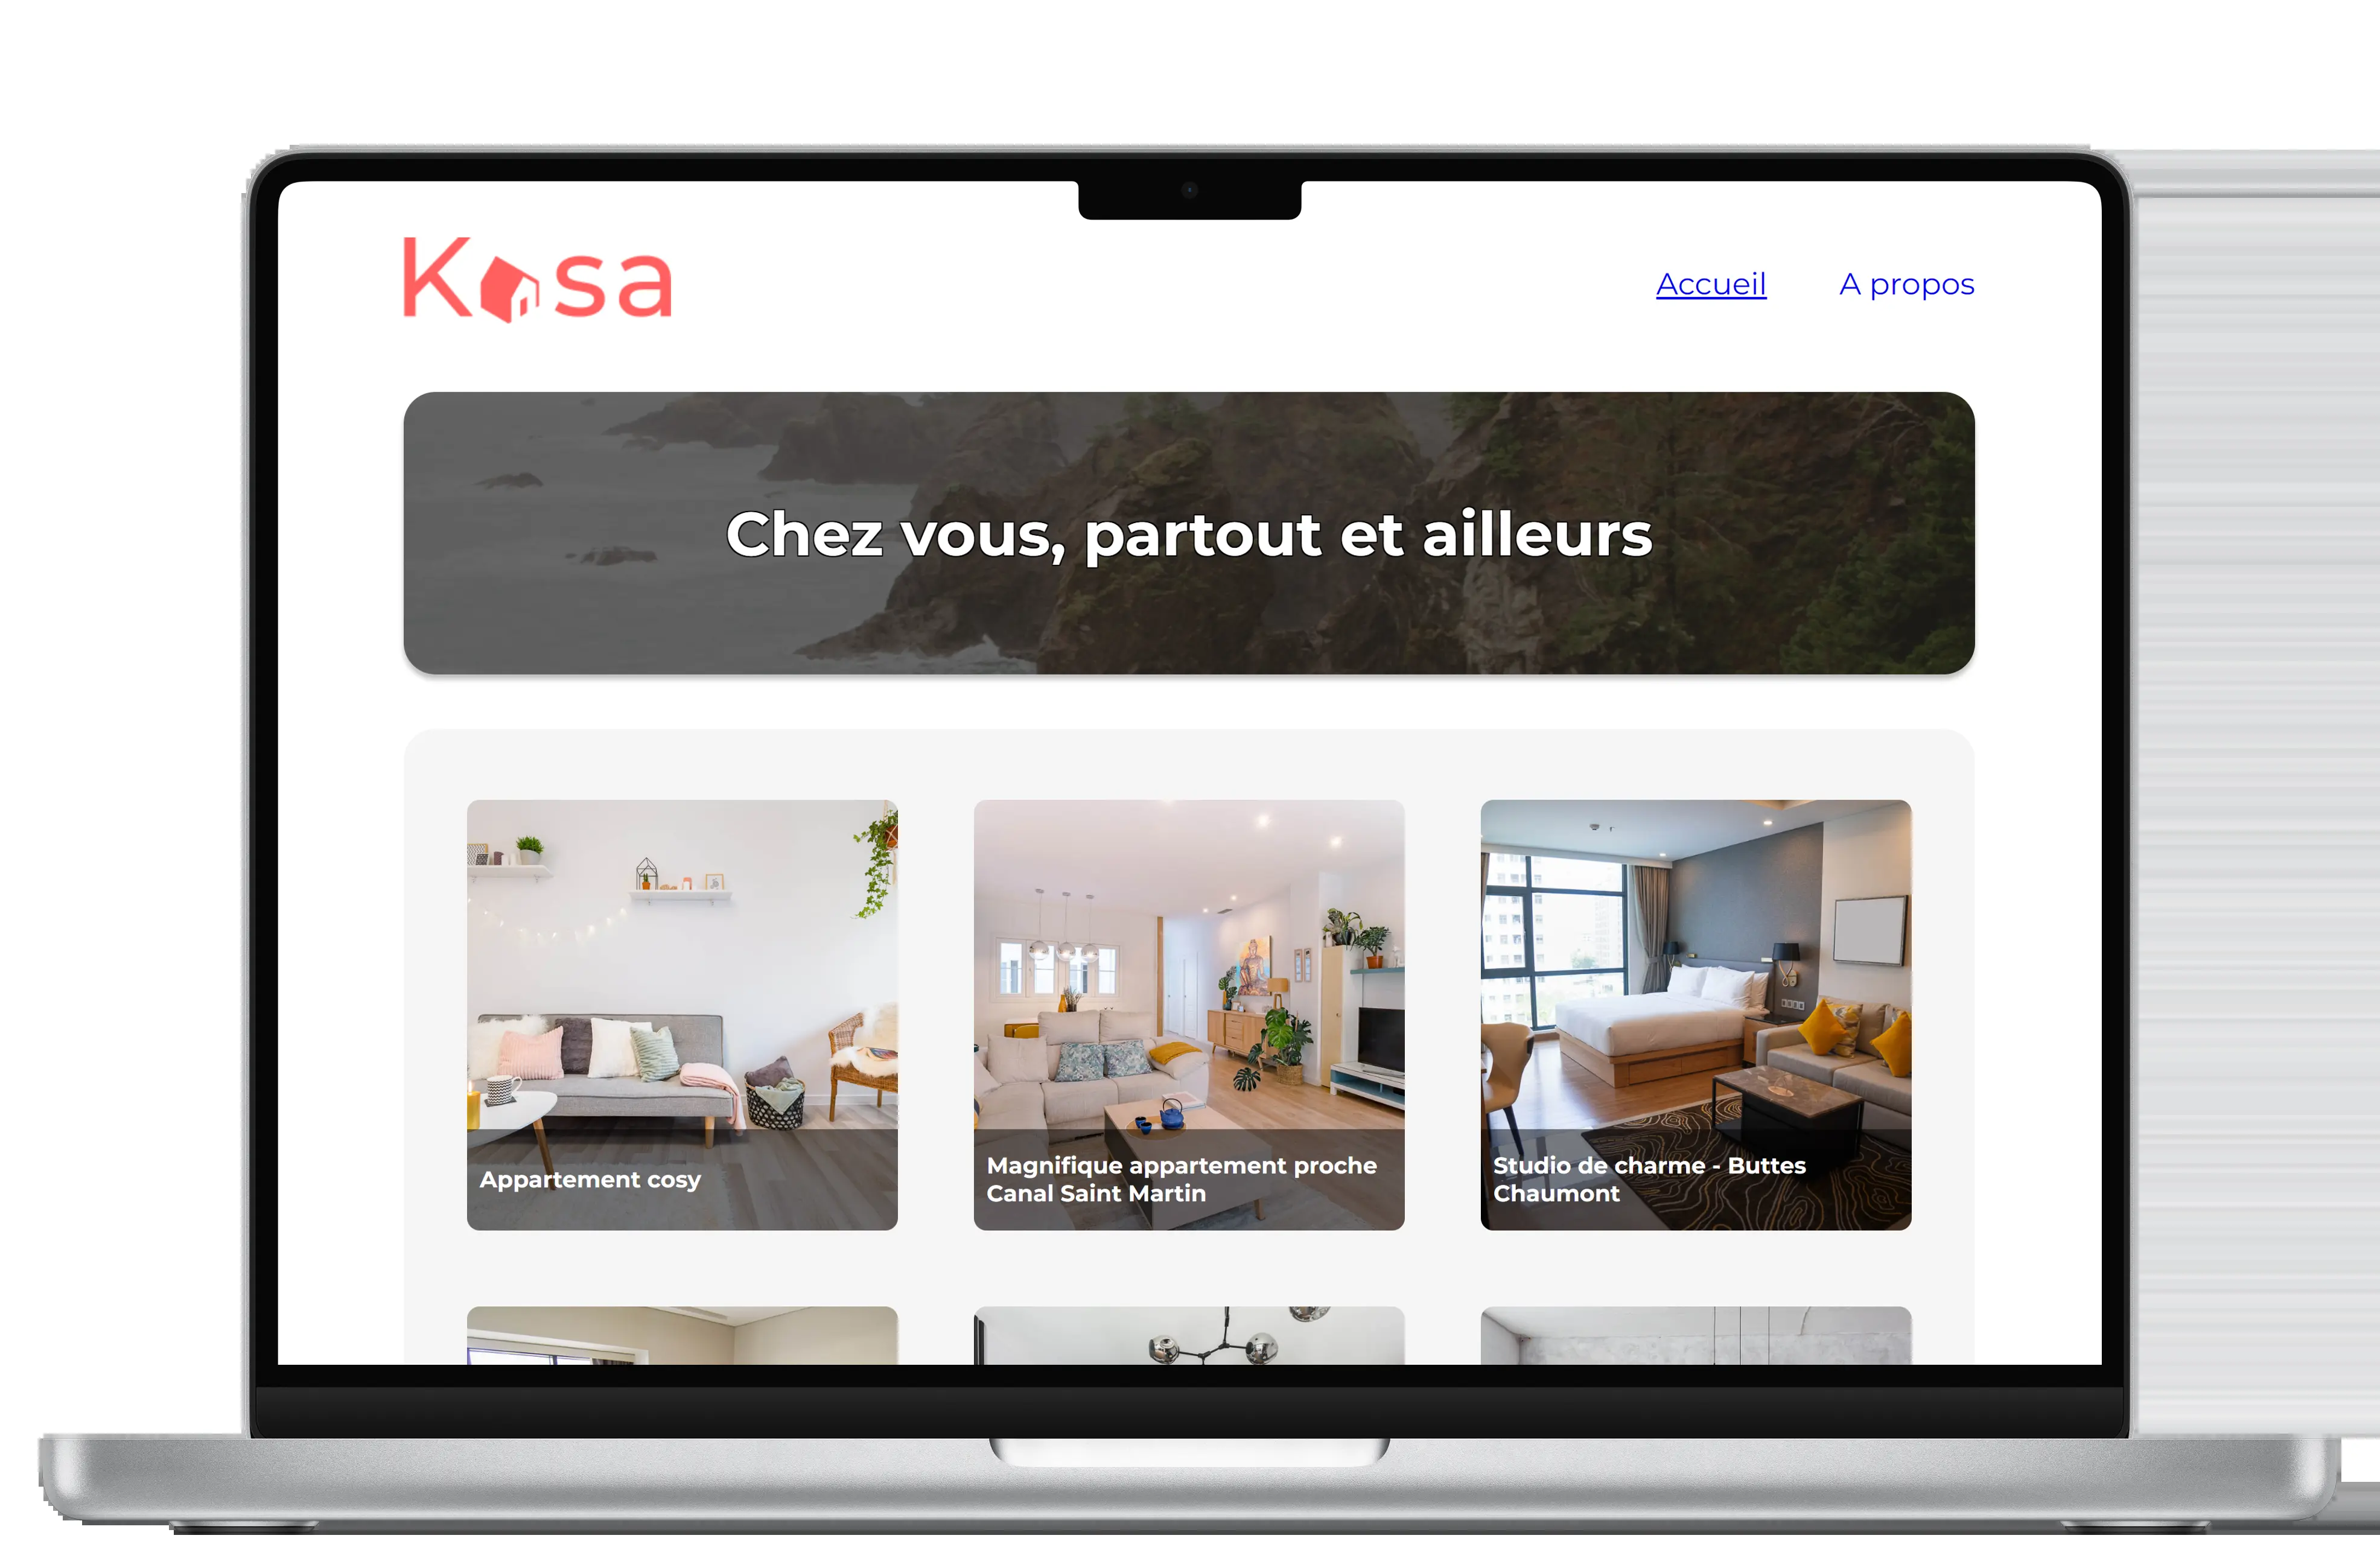 Kasa
Accueil
A propos
Chez vous, partout et ailleurs
Appartement cosy
Magnifique appartement proche
Canal Saint Martin
Studio de charme - Buttes
Chaumont